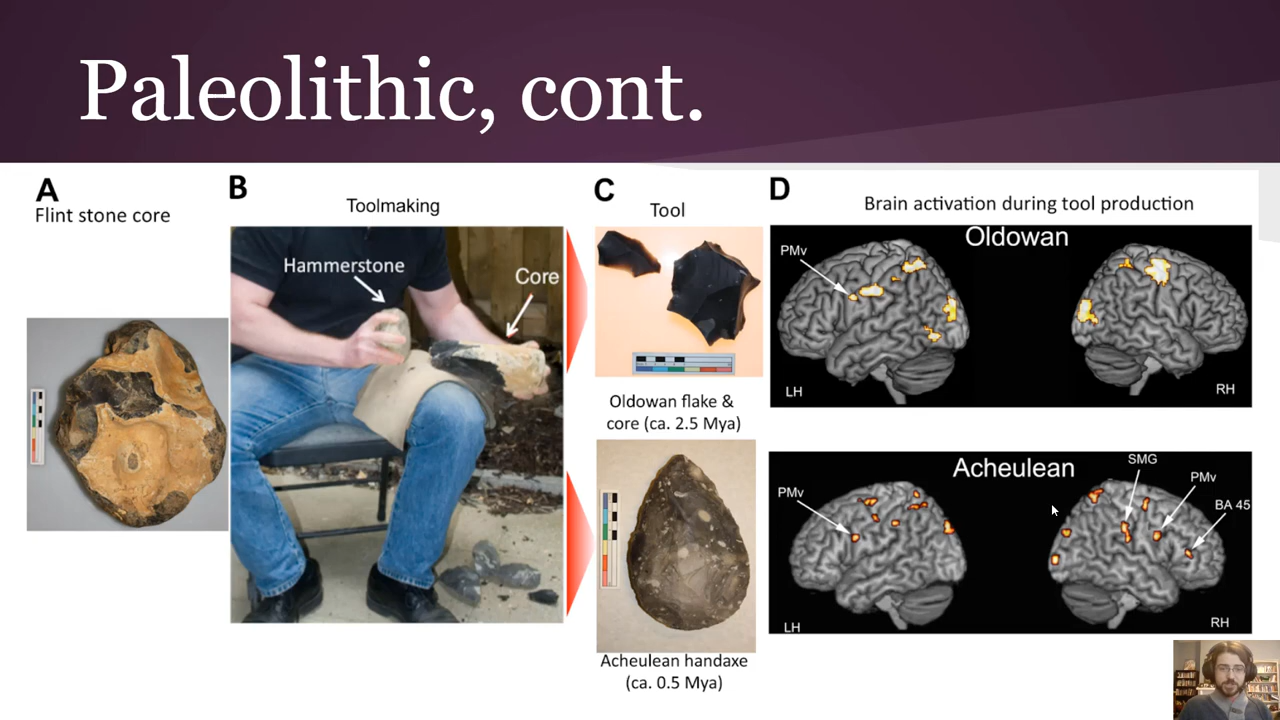 Paleolithic, cont.
A
Flint stone core
B
Toolmaking
Hammerstone
Core
C
Tool
Oldowan flake &
core (ca. 2.5 Mya)
Acheulean handaxe
(ca. 0.5 Mya)
D
Brain activation during tool production
Oldowan
PMv
LH
RH
Acheulean
SMG
PMv
PMv
BA 45
LH
RH